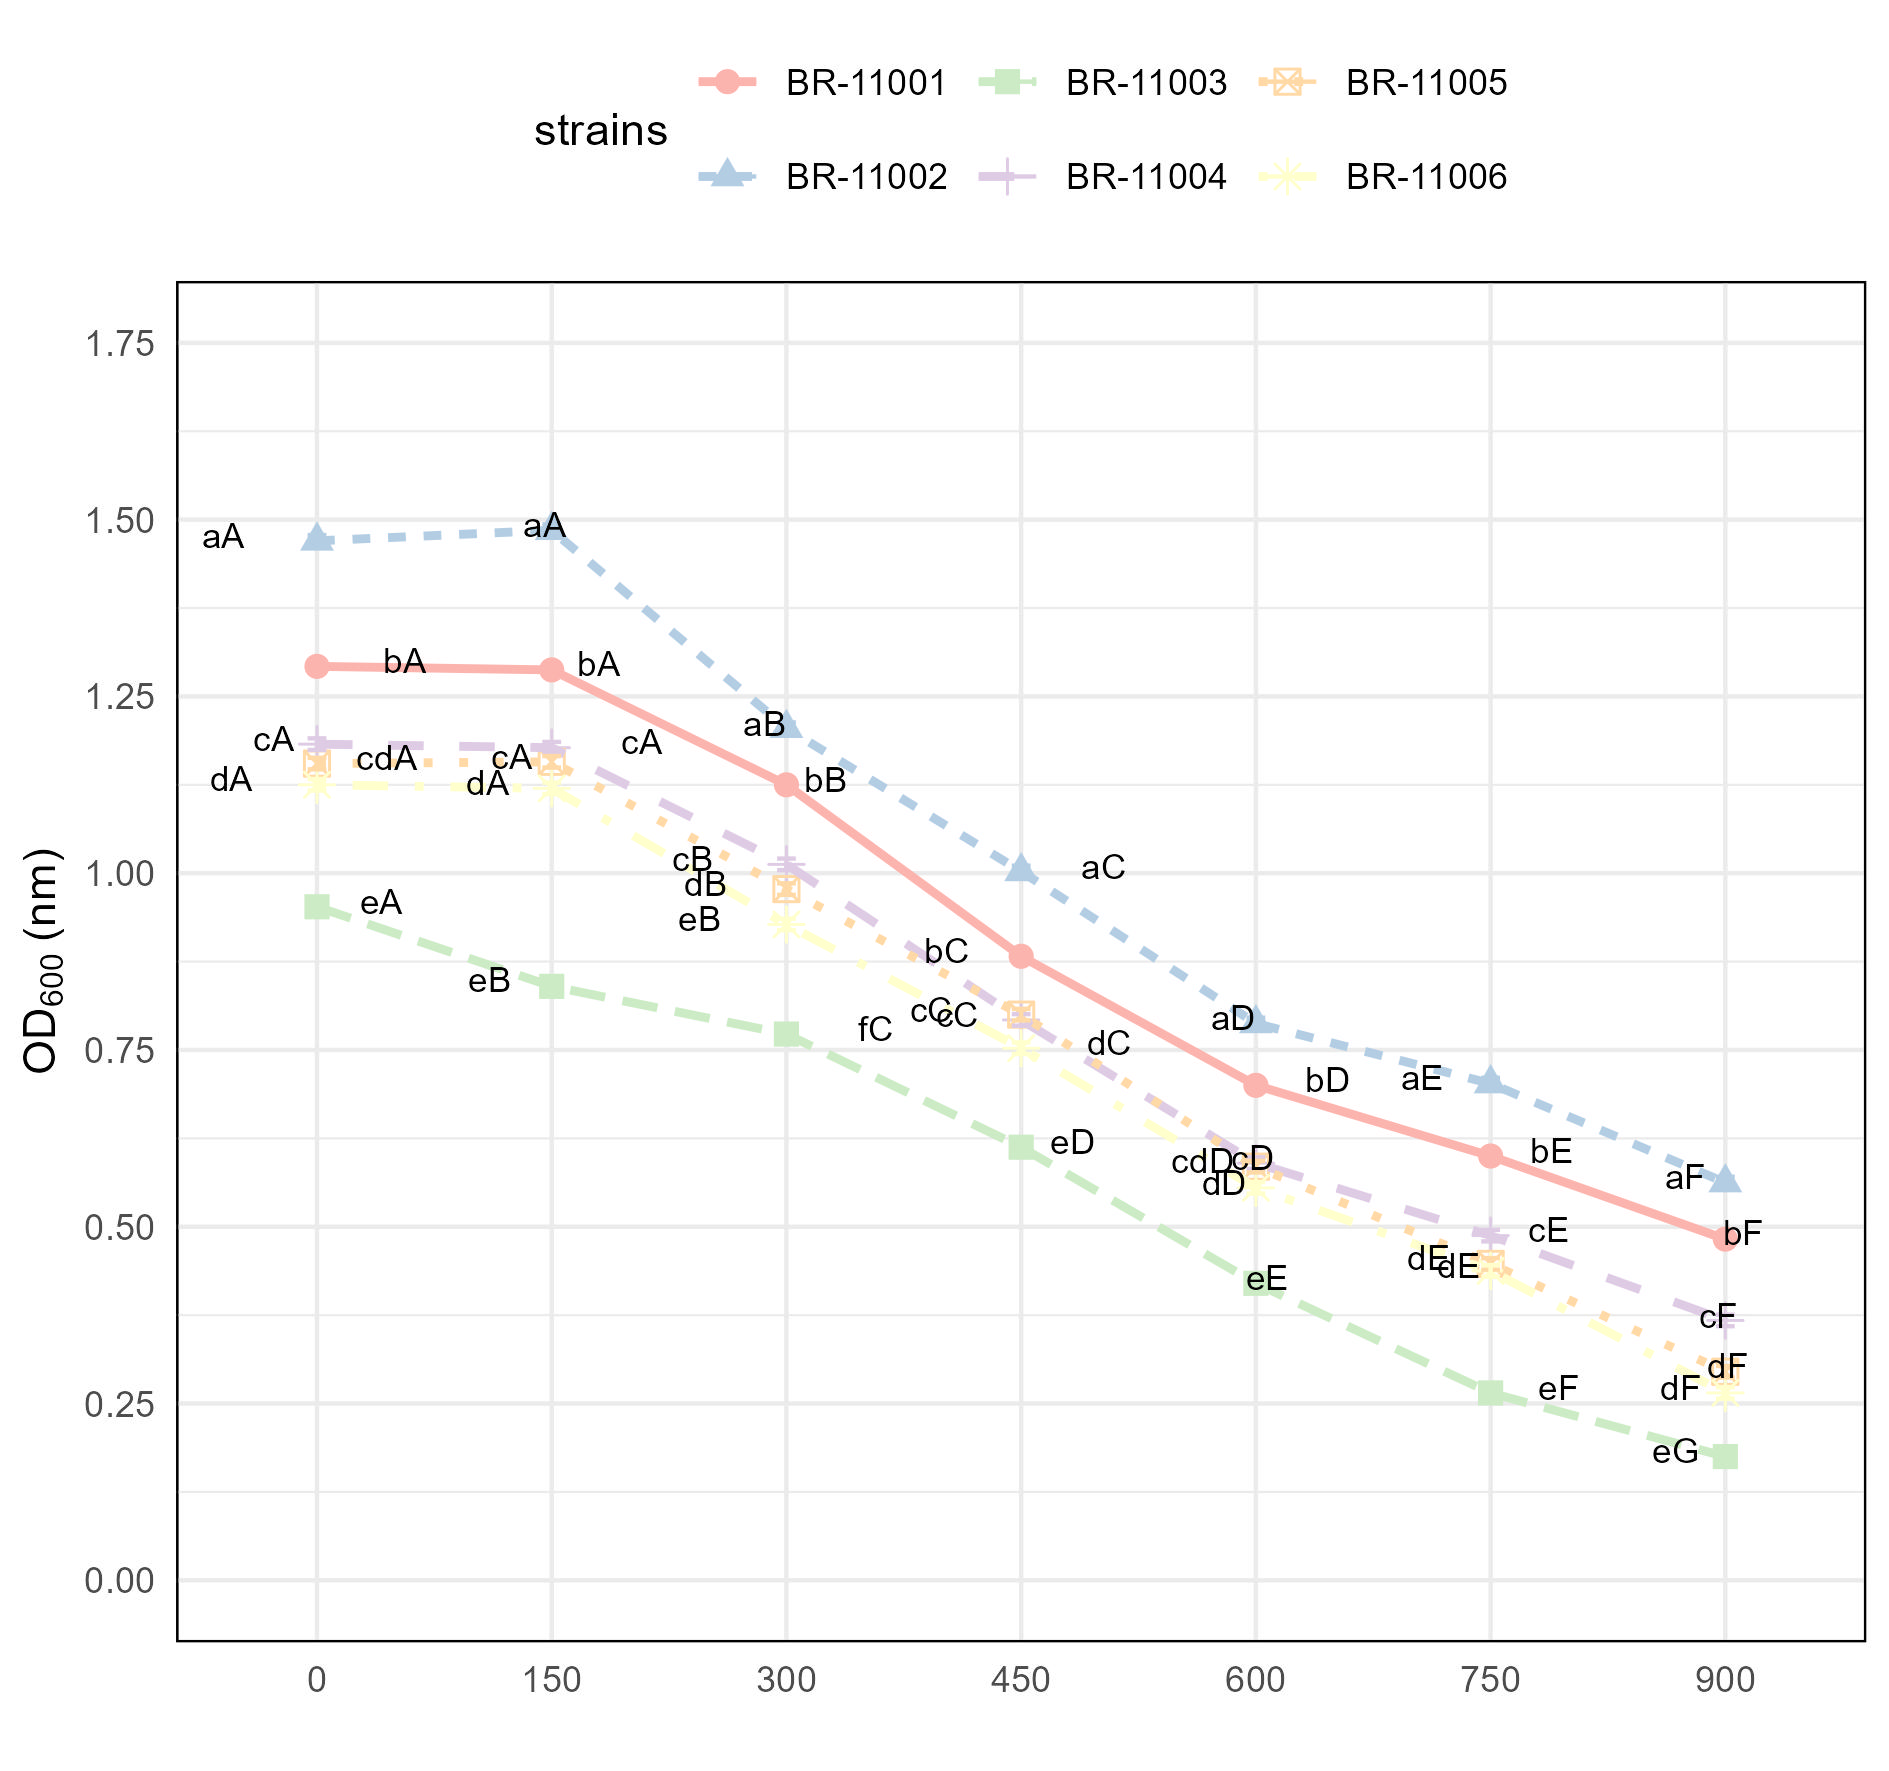 BR-11001 BR-11003 BR-11005
strains
BR-11002 BR-11004 BR-11006
1.75
1.50
aA aA
bA bA
1.25
aB
cA cdA cA cA
dA dA bB
1.00
cB aC
dB
eA eB
bC
eB
cC cC aD
fC dC
0.75
bD aE
eD cdD cD bE
dD aF
0.50
cE bF
dE dE
eE
cF
dF
0.25
eF dF
eG
0.00
0 150 300 450 600 750 900
OD600 (nm)